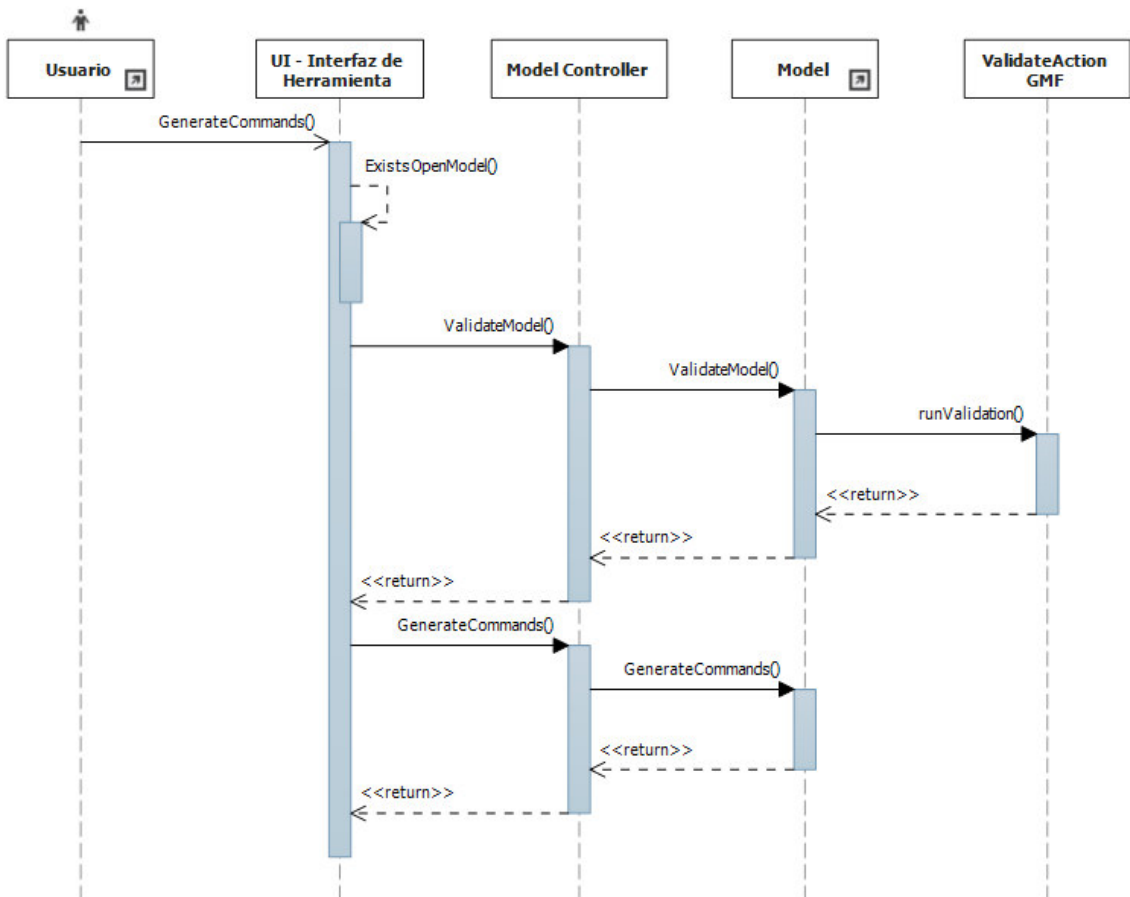 Usuario
UI - Interfaz de
Herramienta
Model Controller
Model
ValidateAction
GMF
GenerateCommands()
ExistsOpenModel()
ValidateModel()
ValidateModel()
runValidation()
<<return>>
<<return>>
<<return>>
GenerateCommands()
GenerateCommands()
<<return>>
<<return>>